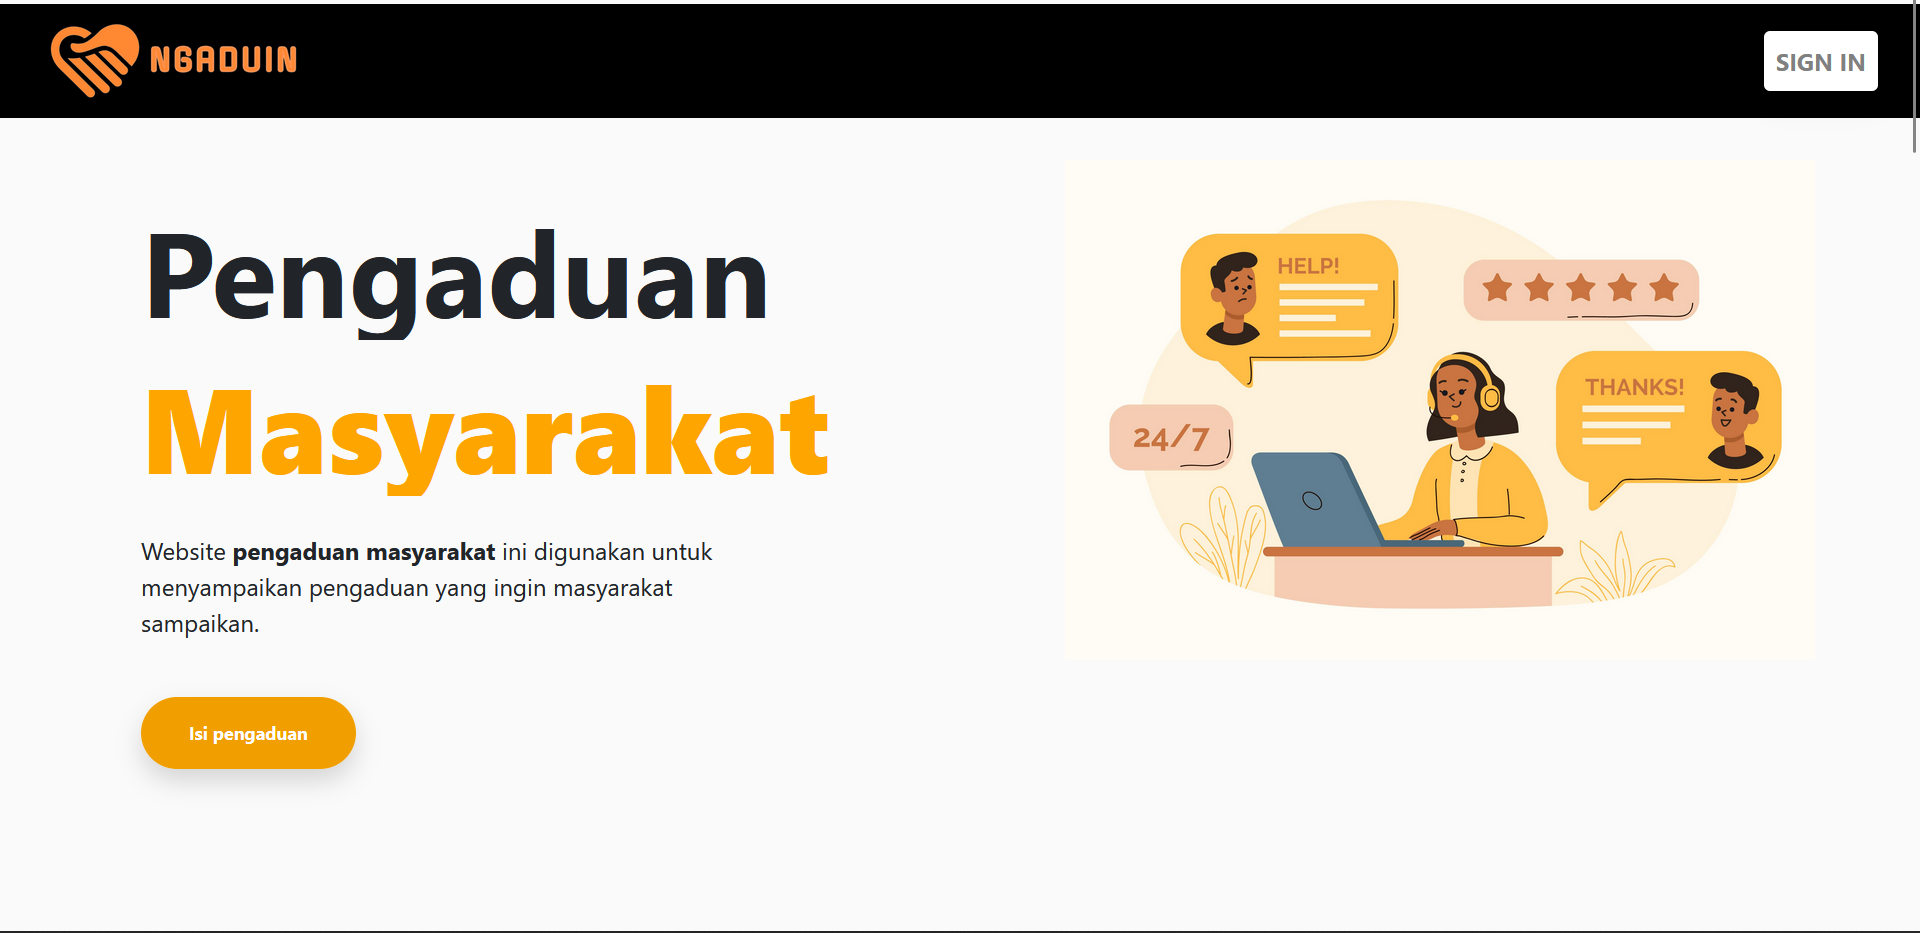 NGADUIN
SIGN IN
Pengaduan
Masyarakat
Website pengaduan masyarakat ini digunakan untuk
menyampaikan pengaduan yang ingin masyarakat
sampaikan.
Isi pengaduan
HELP!
THANKS!
24/7